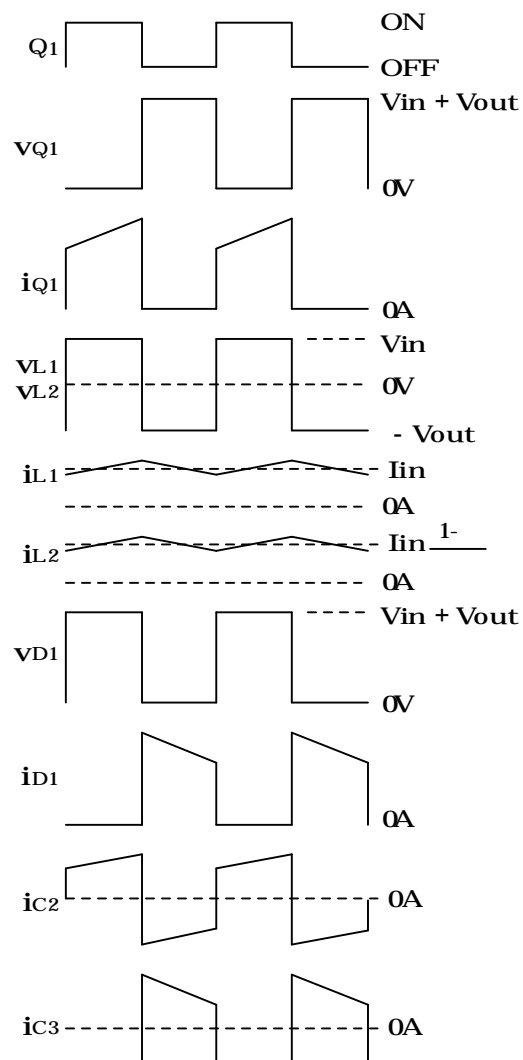 ON
Q1
OFF
Vin + Vout
vQ1
0V
iQ1
0A
Vin
vL1
vL2
0V
- Vout
iL1
Iin
0A
iL2
Iin 1-
0A
Vin + Vout
vD1
0V
iD1
0A
iC2
0A
iC3
0A